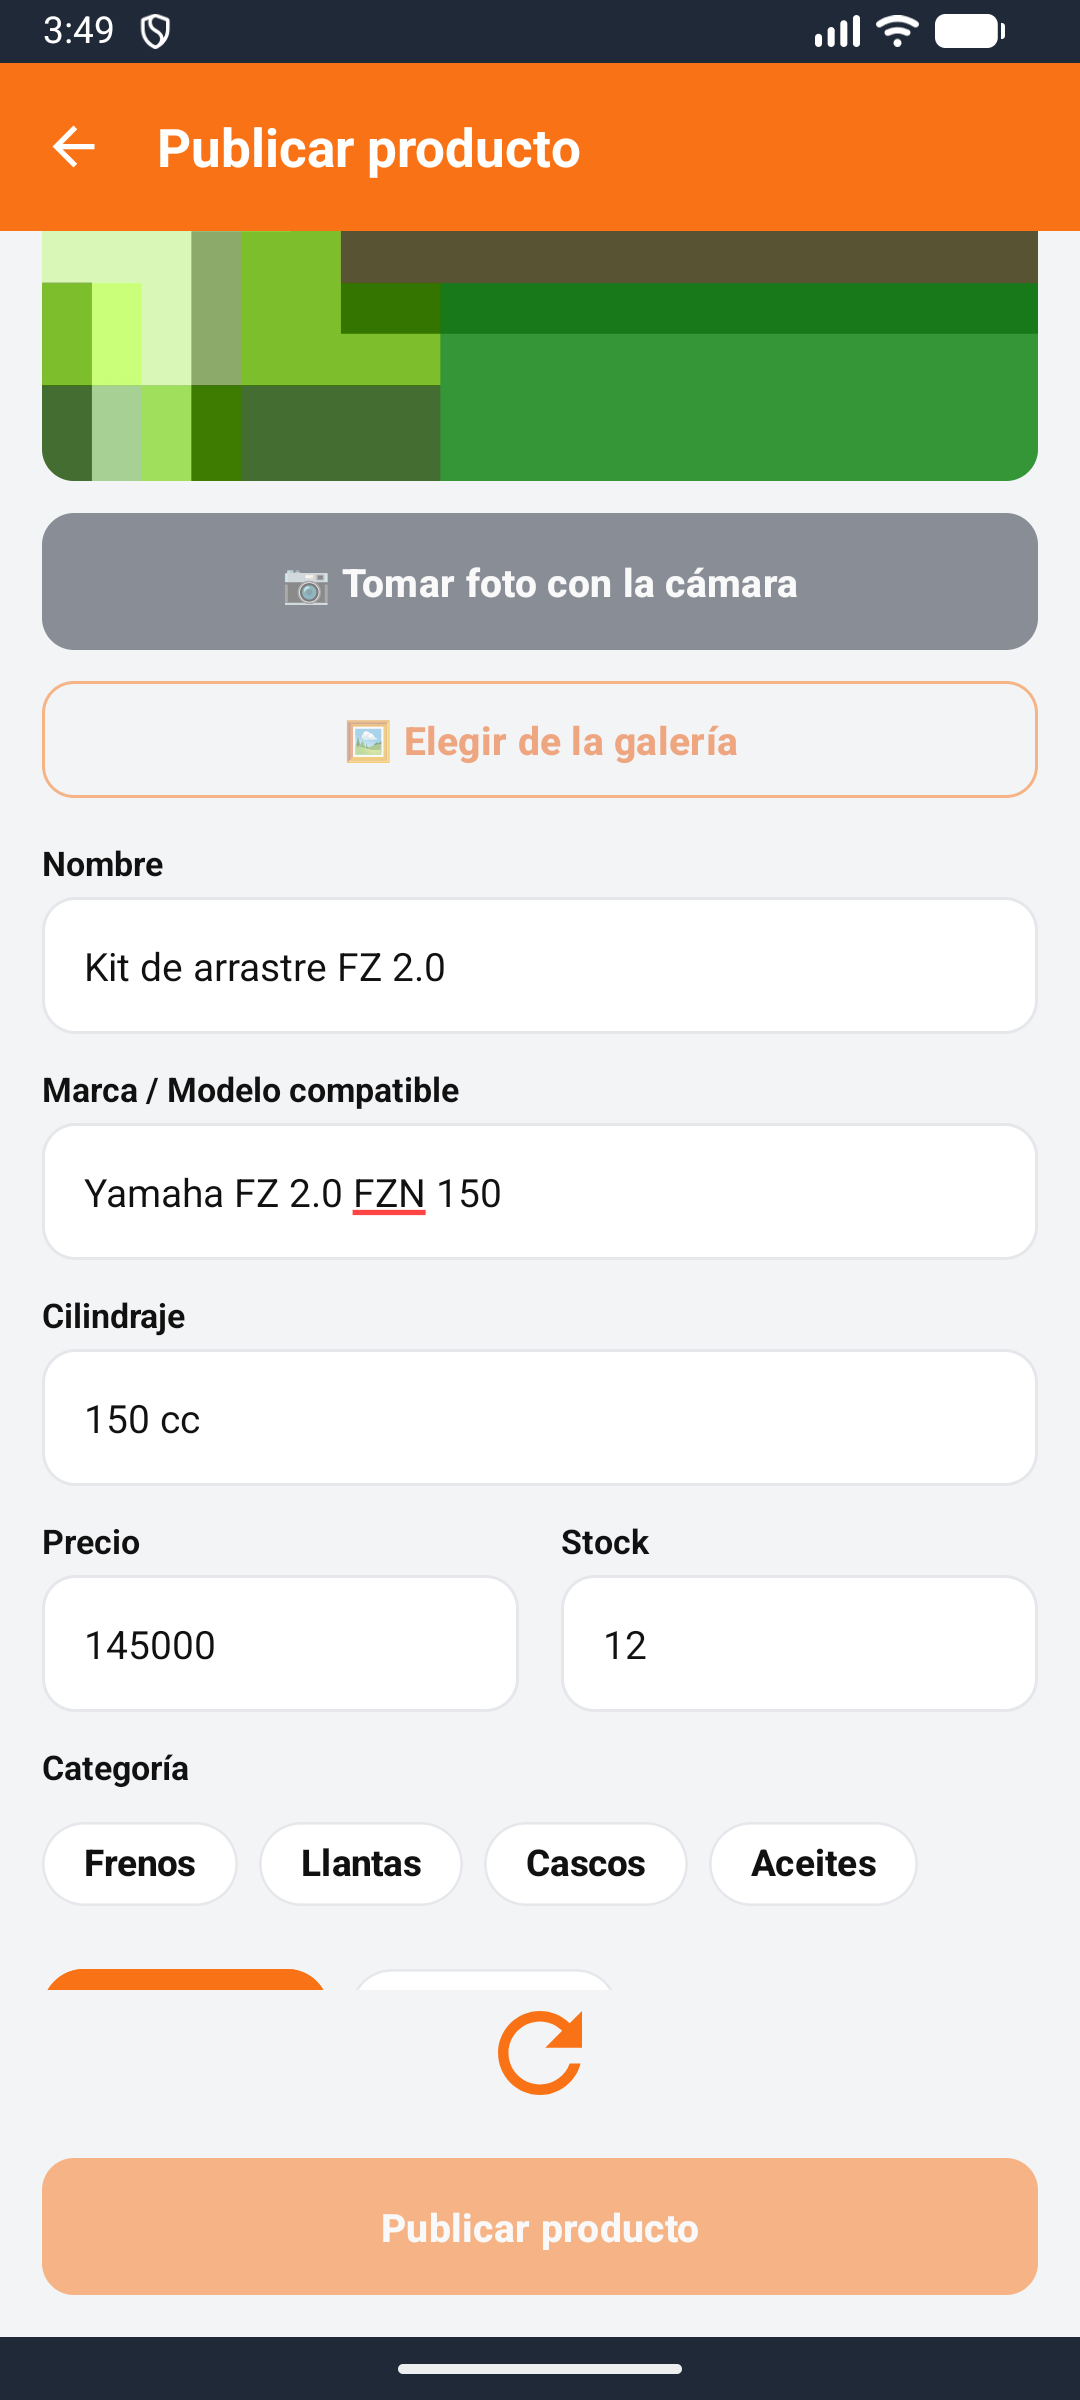 3:49
Publicar producto
📷 Tomar foto con la cámara
🖼️ Elegir de la galería
Nombre
Kit de arrastre FZ 2.0
Marca / Modelo compatible
Yamaha FZ 2.0 FZN 150
Cilindraje
150 cc
Precio
Stock
145000
12
Categoría
Frenos
Llantas
Cascos
Aceites
Publicar producto